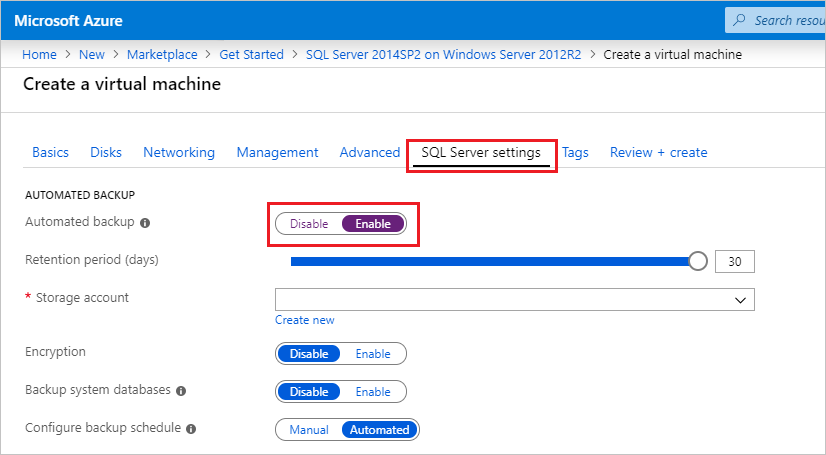 Microsoft Azure
Search resou
Home > New > Marketplace > Get Started > SQL Server 2014SP2 on Windows Server 2012R2 > Create a virtual machine
Create a virtual machine
Basics Disks Networking Management Advanced SQL Server settings Tags Review + create
AUTOMATED BACKUP
Automated backup Disable Enable
Retention period (days) 30
* Storage account
Create new
Encryption Disable Enable
Backup system databases Disable Enable
Configure backup schedule Manual Automated